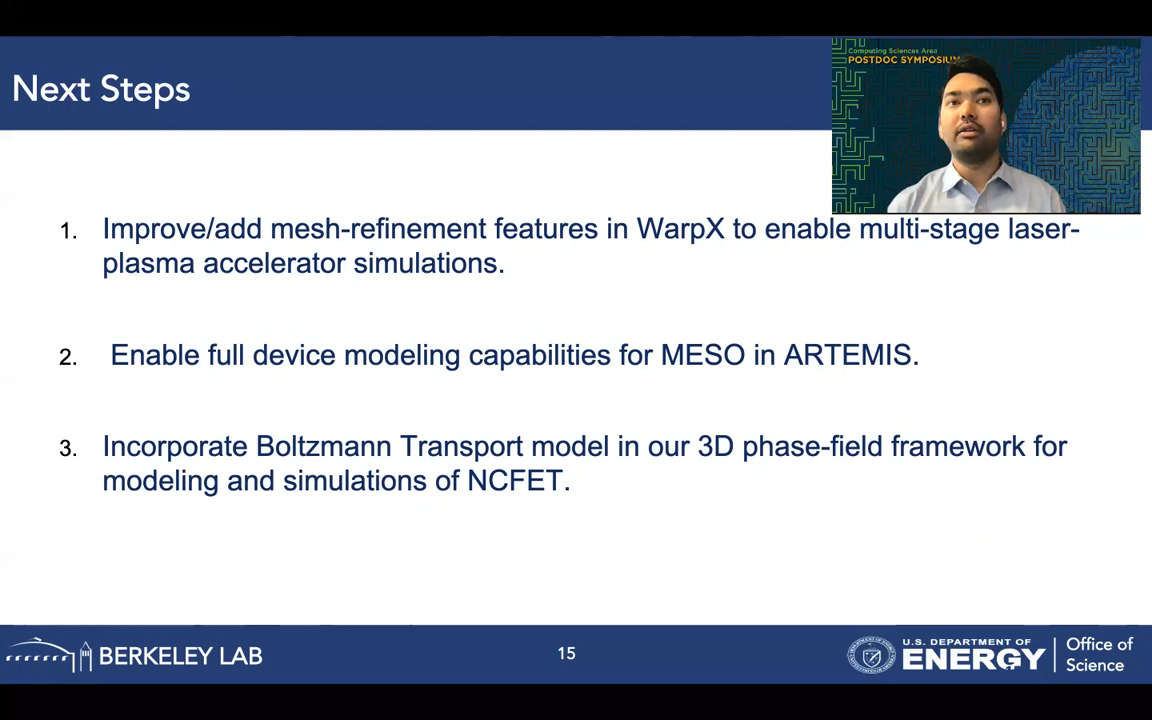 Next Steps
Computing Sciences Area
POSTDOC SYMPOSIUM
1. Improve/add mesh-refinement features in WarpX to enable multi-stage laser-
plasma accelerator simulations.
2. Enable full device modeling capabilities for MESO in ARTEMIS.
3. Incorporate Boltzmann Transport model in our 3D phase-field framework for
modeling and simulations of NCFET.
BERKELEY LAB
15
U.S. DEPARTMENT OF
ENERGY
Office of
Science